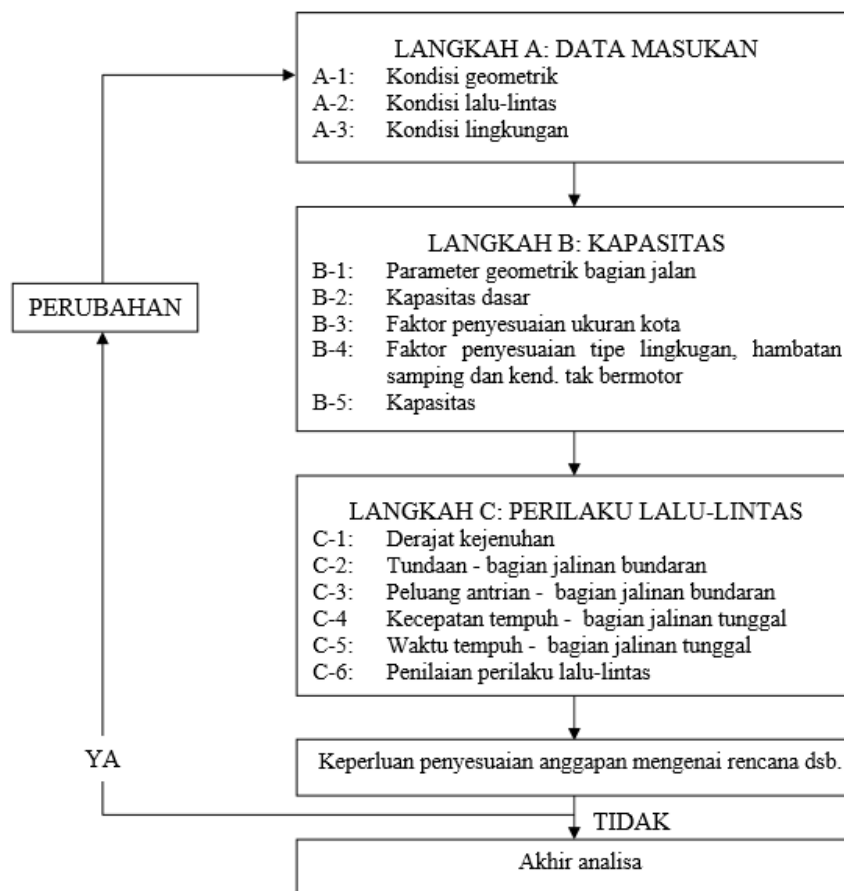 LANGKAH A: DATA MASUKAN
A-1: Kondisi geometrik
A-2: Kondisi lalu-lintas
A-3: Kondisi lingkungan
LANGKAH B: KAPASITAS
B-1: Parameter geometrik bagian jalan
B-2: Kapasitas dasar
B-3: Faktor penyesuaian ukuran kota
B-4: Faktor penyesuaian tipe lingkugan, hambatan
samping dan kend. tak bermotor
B-5: Kapasitas
PERUBAHAN
LANGKAH C: PERILAKU LALU-LINTAS
C-1: Derajat kejenuhan
C-2: Tundaan - bagian jalinan bundaran
C-3: Peluang antrian - bagian jalinan bundaran
C-4 Kecepatan tempuh - bagian jalinan tunggal
C-5: Waktu tempuh - bagian jalinan tunggal
C-6: Penilaian perilaku lalu-lintas
YA
Keperluan penyesuaian anggapan mengenai rencana dsb.
TIDAK
Akhir analisa